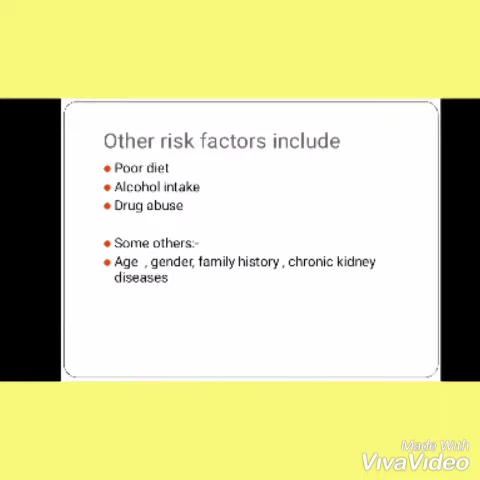 Other risk factors include
Poor diet
Alcohol intake
Drug abuse
Some others:-
Age , gender, family history , chronic kidney
diseases
Made With
VivaVideo